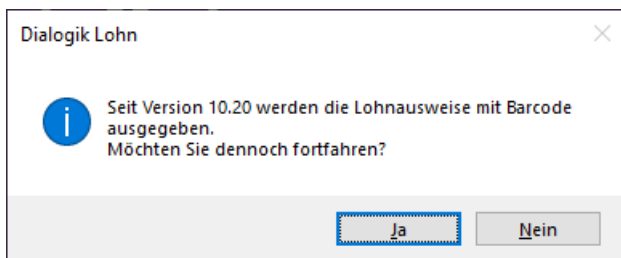 Dialogik Lohn
Seit Version 10.20 werden die Lohnausweise mit Barcode
ausgegeben.
Möchten Sie dennoch fortfahren?
Ja
Nein